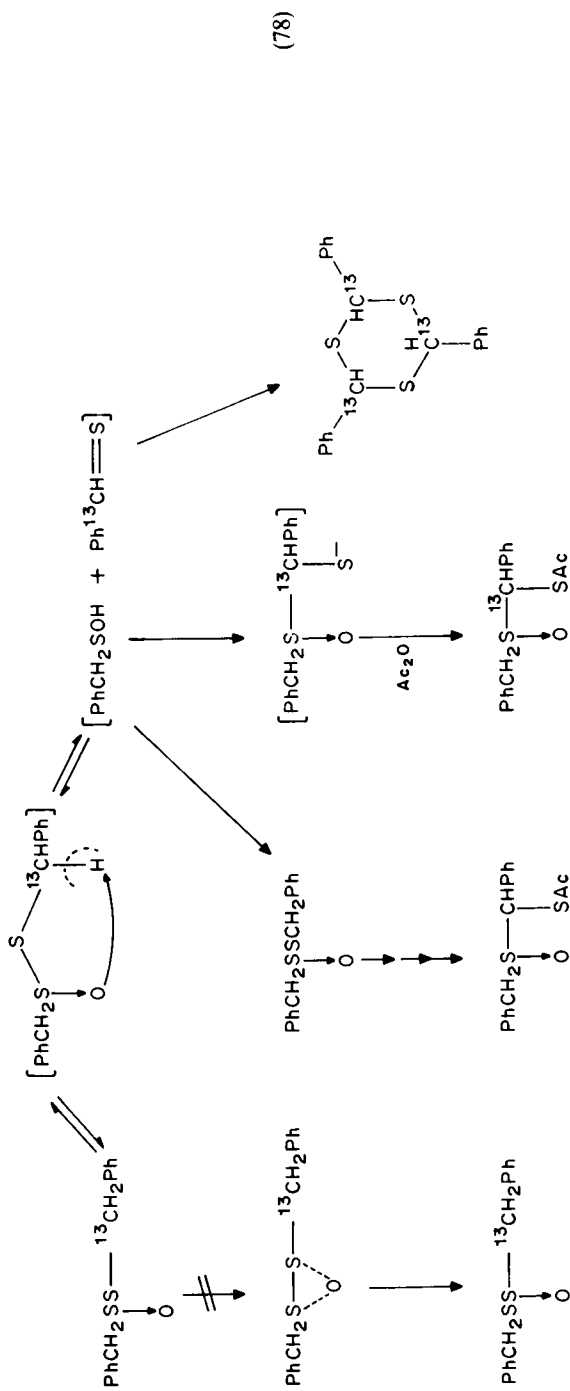 S
[PhCH₂S ¹³CHPh]
O H
PhCH₂SS — ¹³CH₂Ph
O
[PhCH₂SOH + Ph¹³CH=S]
(78)
PhCH₂S—S—¹³CH₂Ph
O
PhCH₂SSCH₂Ph
O
[PhCH₂S—¹³CHPh]
O S⁻
Ac₂O
Ph ¹³CH S HC¹³ Ph
S S
H C¹³
Ph
PhCH₂SS—¹³CH₂Ph
O
PhCH₂S—CHPh
O SAc
PhCH₂S—¹³CHPh
O SAc